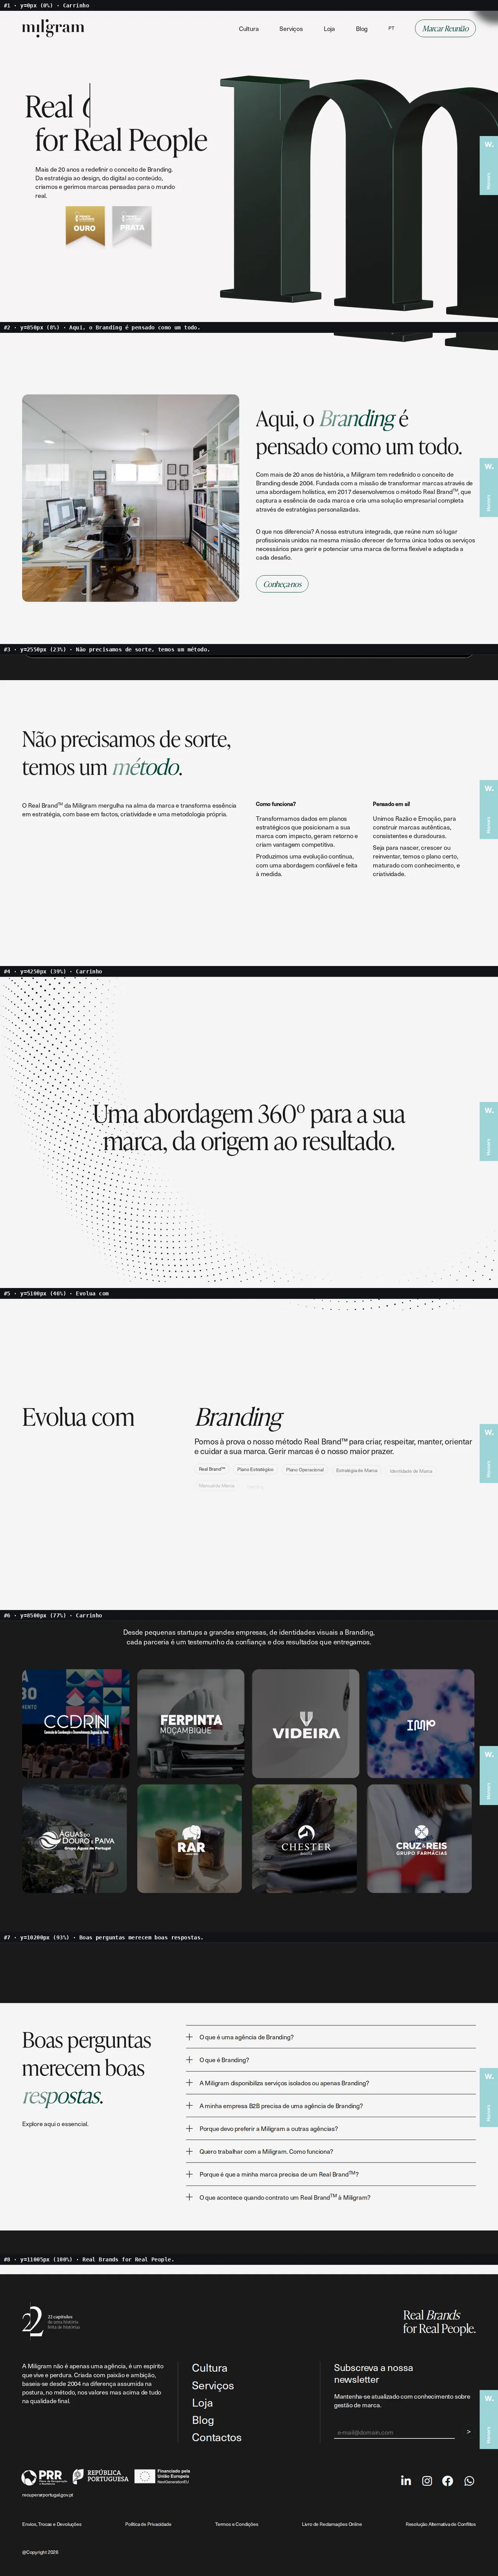 #1 · y=0px (0%) · Carrinho
milgram
Cultura
Serviços
Loja
Blog
PT
Marcar Reunião
Real
for Real People
Mais de 20 anos a redefinir o conceito de Branding.
Da estratégia ao design, do digital ao conteúdo,
criamos e gerimos marcas pensadas para o mundo
real.
OURO
PRATA
W.
#2 · y=850px (8%) · Aqui, o Branding é pensado como um todo.
Aqui, o Branding é
pensado como um todo.
Com mais de 20 anos de história, a Miligram tem redefinido o conceito de
Branding desde 2004. Fundada com a missão de transformar marcas através de
uma abordagem holística, em 2017 desenvolvemos o método Real Brand™, que
captura a essência de cada marca e cria uma solução empresarial completa
através de estratégias personalizadas.
O que nos diferencia? A nossa estrutura integrada, que reúne num só lugar
profissionais unidos na mesma missão oferecer de forma única todos os serviços
necessários para gerir e potenciar uma marca de forma flexível e adaptada a
cada desafio.
Conheça-nos
W.
#3 · y=2550px (23%) · Não precisamos de sorte, temos um método.
Não precisamos de sorte,
temos um método.
O Real Brand™ da Miligram mergulha na alma da marca e transforma essência
em estratégia, com base em factos, criatividade e uma metodologia própria.
Como funciona?
Transformamos dados em planos
estratégicos que posicionam a sua
marca com impacto, geram retorno e
criam vantagem competitiva.
Produzimos uma evolução contínua,
com uma abordagem confiável e feita
à medida.
Pensado em si!
Unimos Razão e Emoção, para
construir marcas autênticas,
consistentes e duradouras.
Seja para nascer, crescer ou
reinventar, temos o plano certo,
maturado com conhecimento, e
criatividade.
W.
#4 · y=4250px (39%) · Carrinho
Uma abordagem 360º para a sua
marca, da origem ao resultado.
W.
#5 · y=5100px (46%) · Evolua com
Evolua com
Branding
Pomos à prova o nosso método Real Brand™ para criar, respeitar, manter, orientar
e cuidar a sua marca. Gerir marcas é o nosso maior prazer.
Real Brand™
Plano Estratégico
Plano Operacional
Estratégia de Marca
Identidade de Marca
Manual da Marca
W.
#6 · y=8500px (77%) · Carrinho
Desde pequenas startups a grandes empresas, de identidades visuais a Branding,
cada parceria é um testemunho da confiança e dos resultados que entregamos.
CCDRN
FERPINTA
MOÇAMBIQUE
VIDEIRA
IMP
ÁGUAS DO
DOURO E PAIVA
Grupo Águas de Portugal
RAR
CHESTER
CRUZ&REIS
GRUPO FARMÁCIAS
W.
#7 · y=10200px (93%) · Boas perguntas merecem boas respostas.
Boas perguntas
merecem boas
respostas.
Explore aqui o essencial.
O que é uma agência de Branding?
O que é Branding?
A Miligram disponibiliza serviços isolados ou apenas Branding?
A minha empresa B2B precisa de uma agência de Branding?
Porque devo preferir a Miligram a outras agências?
Quero trabalhar com a Miligram. Como funciona?
Porque é que a minha marca precisa de um Real Brand™?
O que acontece quando contrato um Real Brand™ à Miligram?
W.
#8 · y=11005px (100%) · Real Brands for Real People.
22 capítulos
de uma história
feita de histórias
Real Brands
for Real People.
A Miligram não é apenas uma agência, é um espírito
que vive e perdura. Criada com paixão e ambição,
baseia-se desde 2004 na diferença assumida na
postura, no método, nos valores mas acima de tudo
na qualidade final.
Cultura
Serviços
Loja
Blog
Contactos
Subscreva a nossa
newsletter
Mantenha-se atualizado com conhecimento sobre
gestão de marca.
e-mail@domain.com
>
W.
PRR
REPÚBLICA
PORTUGUESA
Financiado pela
União Europeia
NextGenerationEU
recuperarportugal.gov.pt
Envios, Trocas e Devoluções
Política de Privacidade
Termos e Condições
Livro de Reclamações Online
Resolução Alternativa de Conflitos
@Copyright 2026